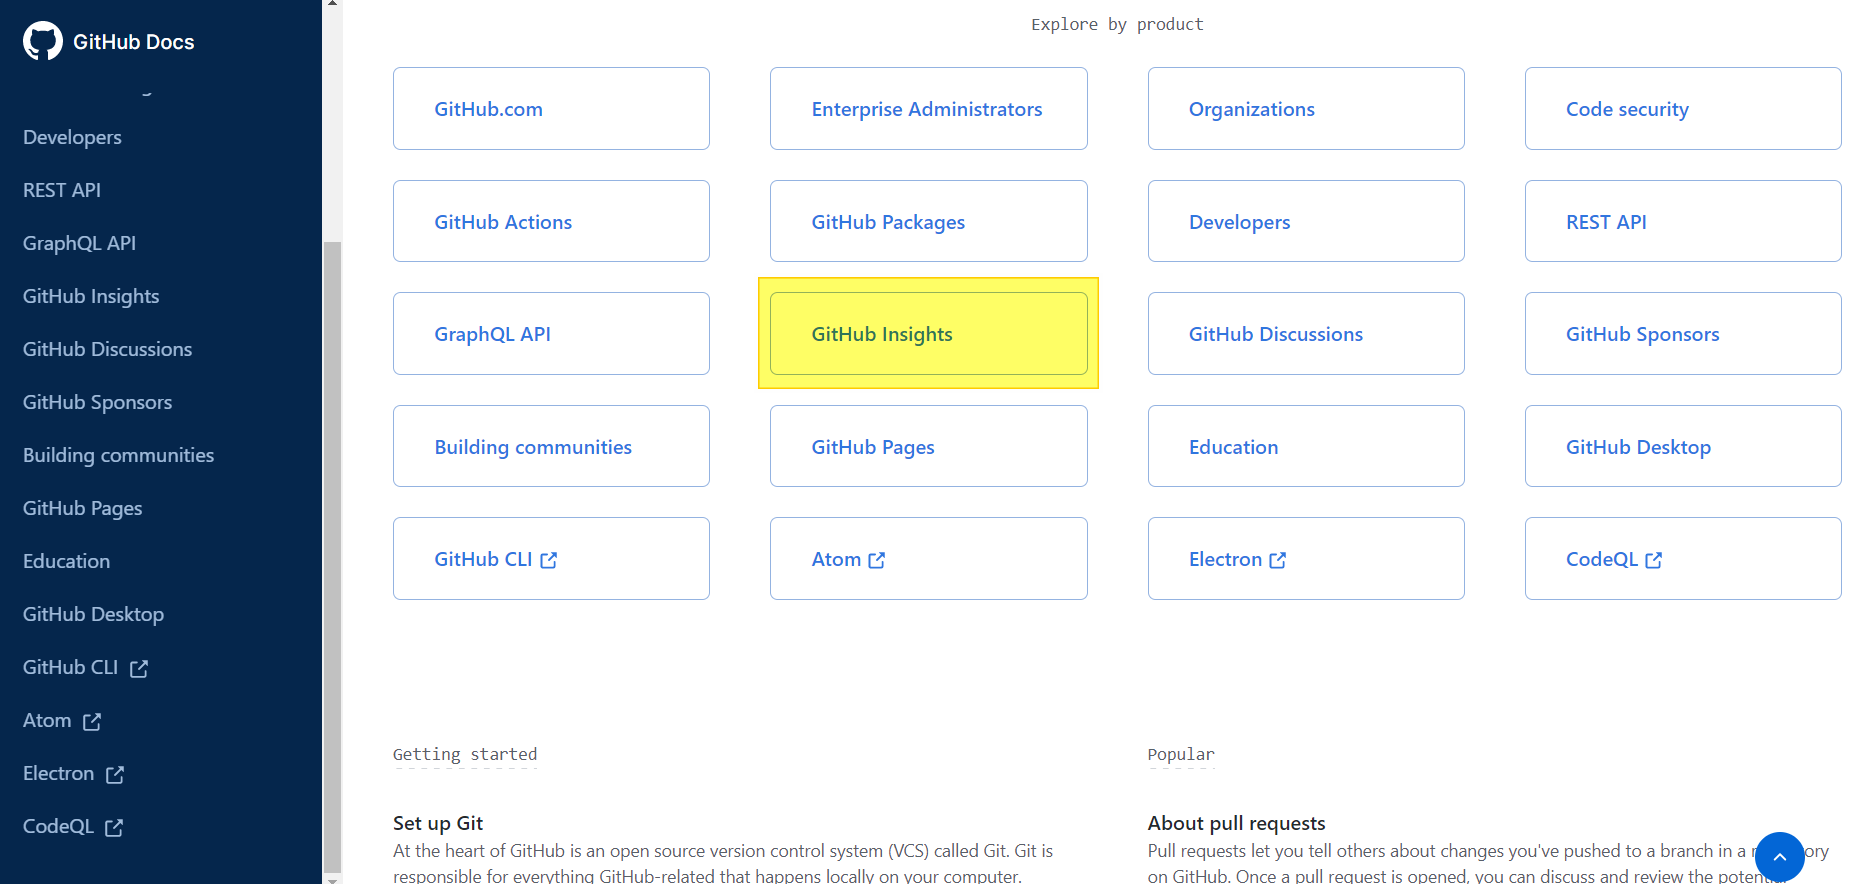 GitHub Docs
Developers
REST API
GraphQL API
GitHub Insights
GitHub Discussions
GitHub Sponsors
Building communities
GitHub Pages
Education
GitHub Desktop
GitHub CLI
Atom
Electron
CodeQL
Explore by product
GitHub.com
Enterprise Administrators
Organizations
Code security
GitHub Actions
GitHub Packages
Developers
REST API
GraphQL API
GitHub Insights
GitHub Discussions
GitHub Sponsors
Building communities
GitHub Pages
Education
GitHub Desktop
GitHub CLI
Atom
Electron
CodeQL
Getting started
Set up Git
At the heart of GitHub is an open source version control system (VCS) called Git. Git is
responsible for everything GitHub-related that happens locally on your computer.
Popular
About pull requests
Pull requests let you tell others about changes you've pushed to a branch in a
on GitHub. Once a pull request is opened, you can discuss and review the